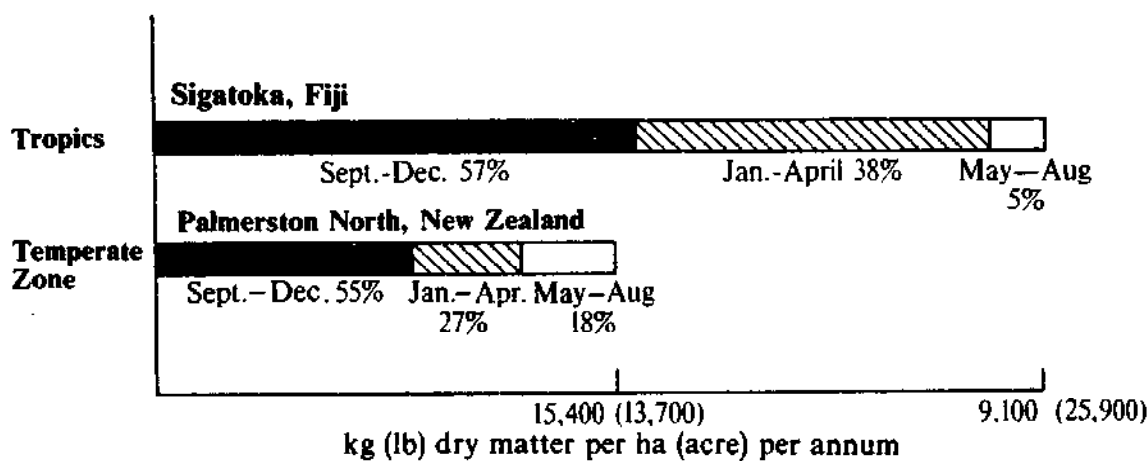 Sigatoka, Fiji
Tropics
Sept.-Dec. 57%
Jan.-April 38%
May—Aug
5%
Palmerston North, New Zealand
Temperate
Zone
Sept.–Dec. 55%
Jan.–Apr.
27%
May–Aug
18%
15,400 (13,700)
9,100 (25,900)
kg (lb) dry matter per ha (acre) per annum